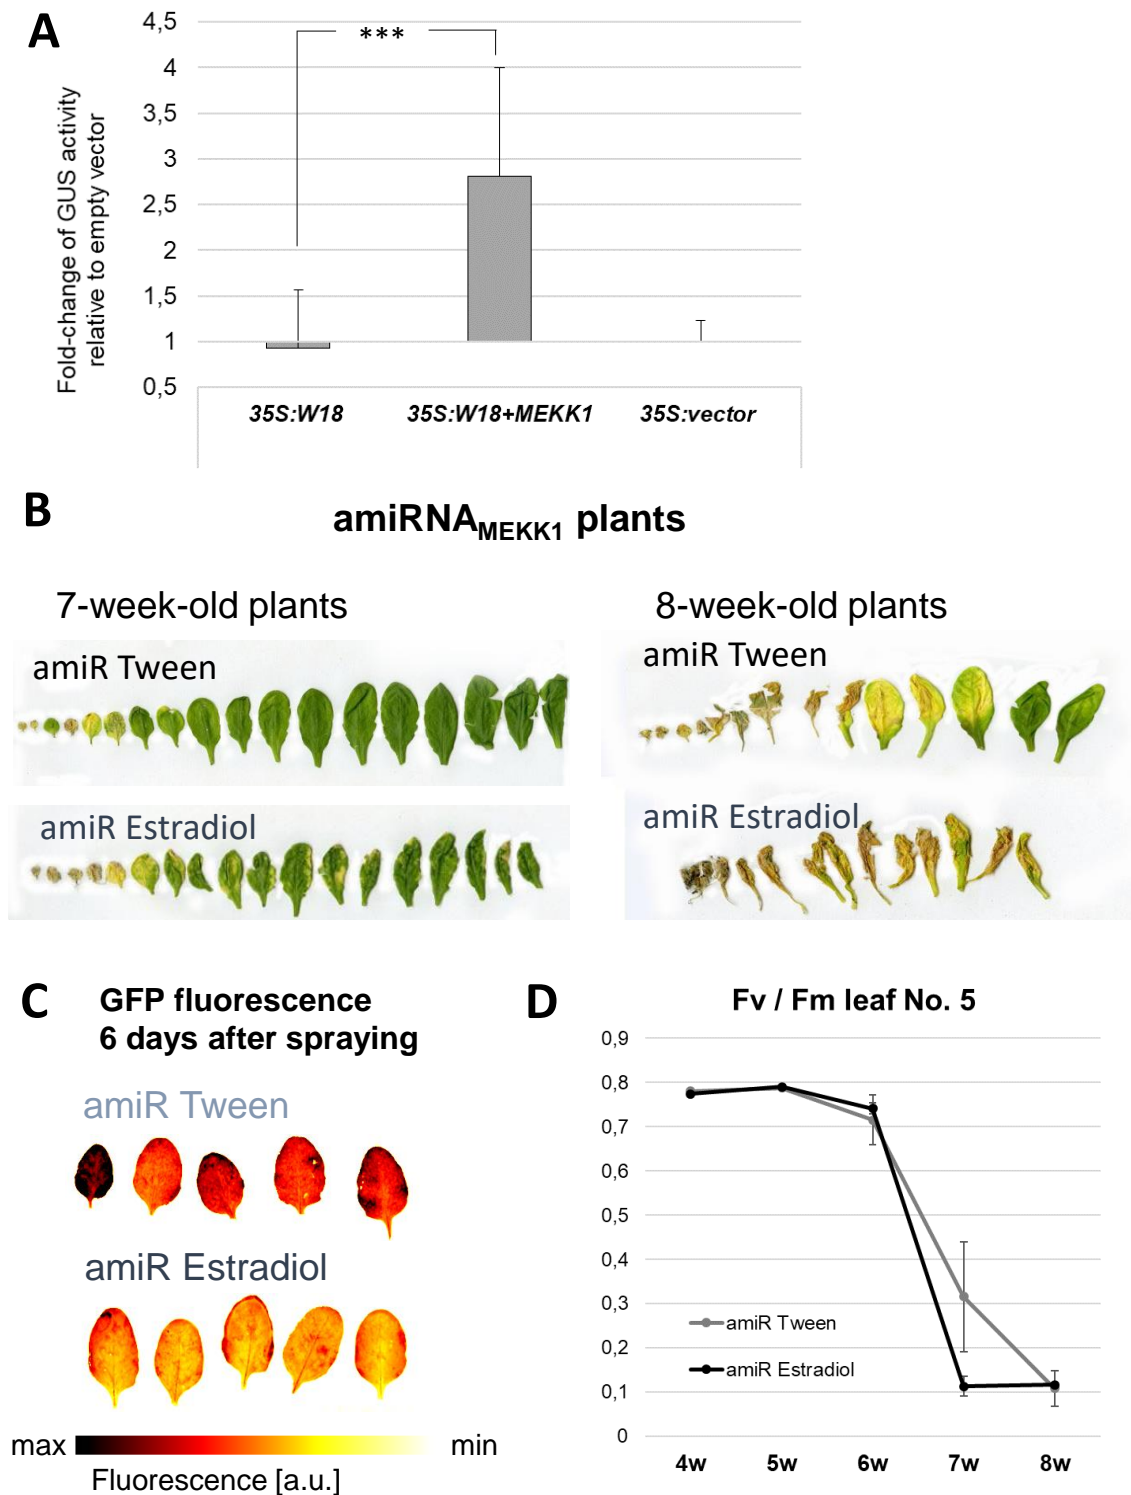 A
4,5
4
3,5
3
2,5
2
1,5
1
0,5
***
Fold-change of GUS activity
relative to empty vector
35S:W18
35S:W18+MEKK1
35S:vector
B
amiRNAMEKK1 plants
7-week-old plants
8-week-old plants
amiR Tween
amiR Tween
amiR Estradiol
amiR Estradiol
C
GFP fluorescence
6 days after spraying
amiR Tween
amiR Estradiol
max
min
Fluorescence [a.u.]
D
Fv / Fm leaf No. 5
0,9
0,8
0,7
0,6
0,5
0,4
0,3
0,2
0,1
0
amiR Tween
amiR Estradiol
4w
5w
6w
7w
8w